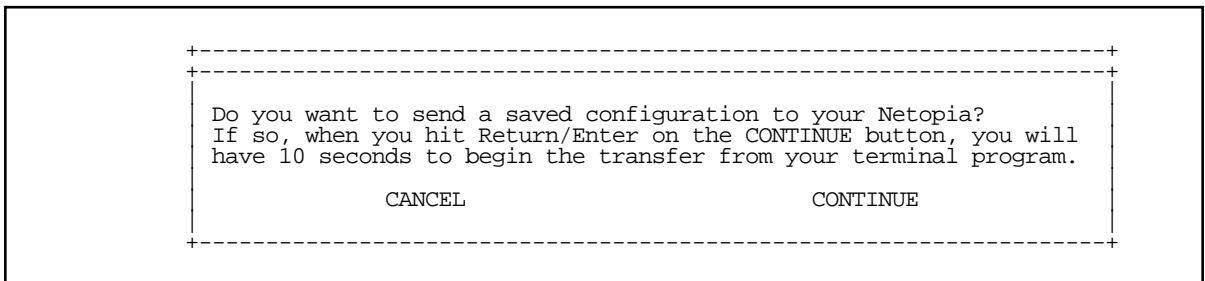 Do you want to send a saved configuration to your Netopia?
If so, when you hit Return/Enter on the CONTINUE button, you will
have 10 seconds to begin the transfer from your terminal program.
CANCEL CONTINUE